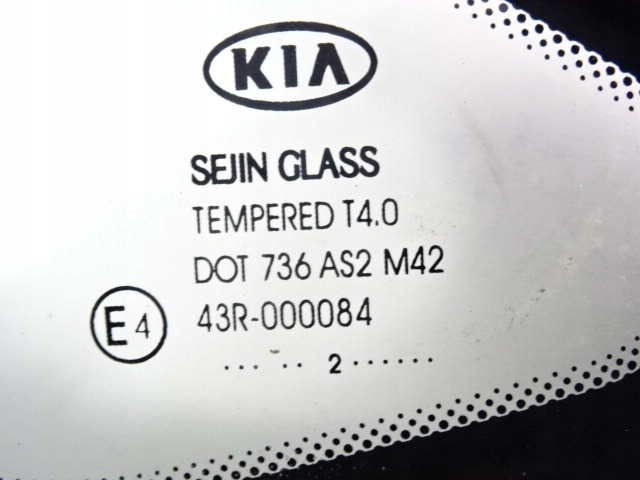 KIA
SEJIN GLASS
TEMPERED T4.0
DOT 736 AS2 M42
E4 43R-000084
... .. 2 ......